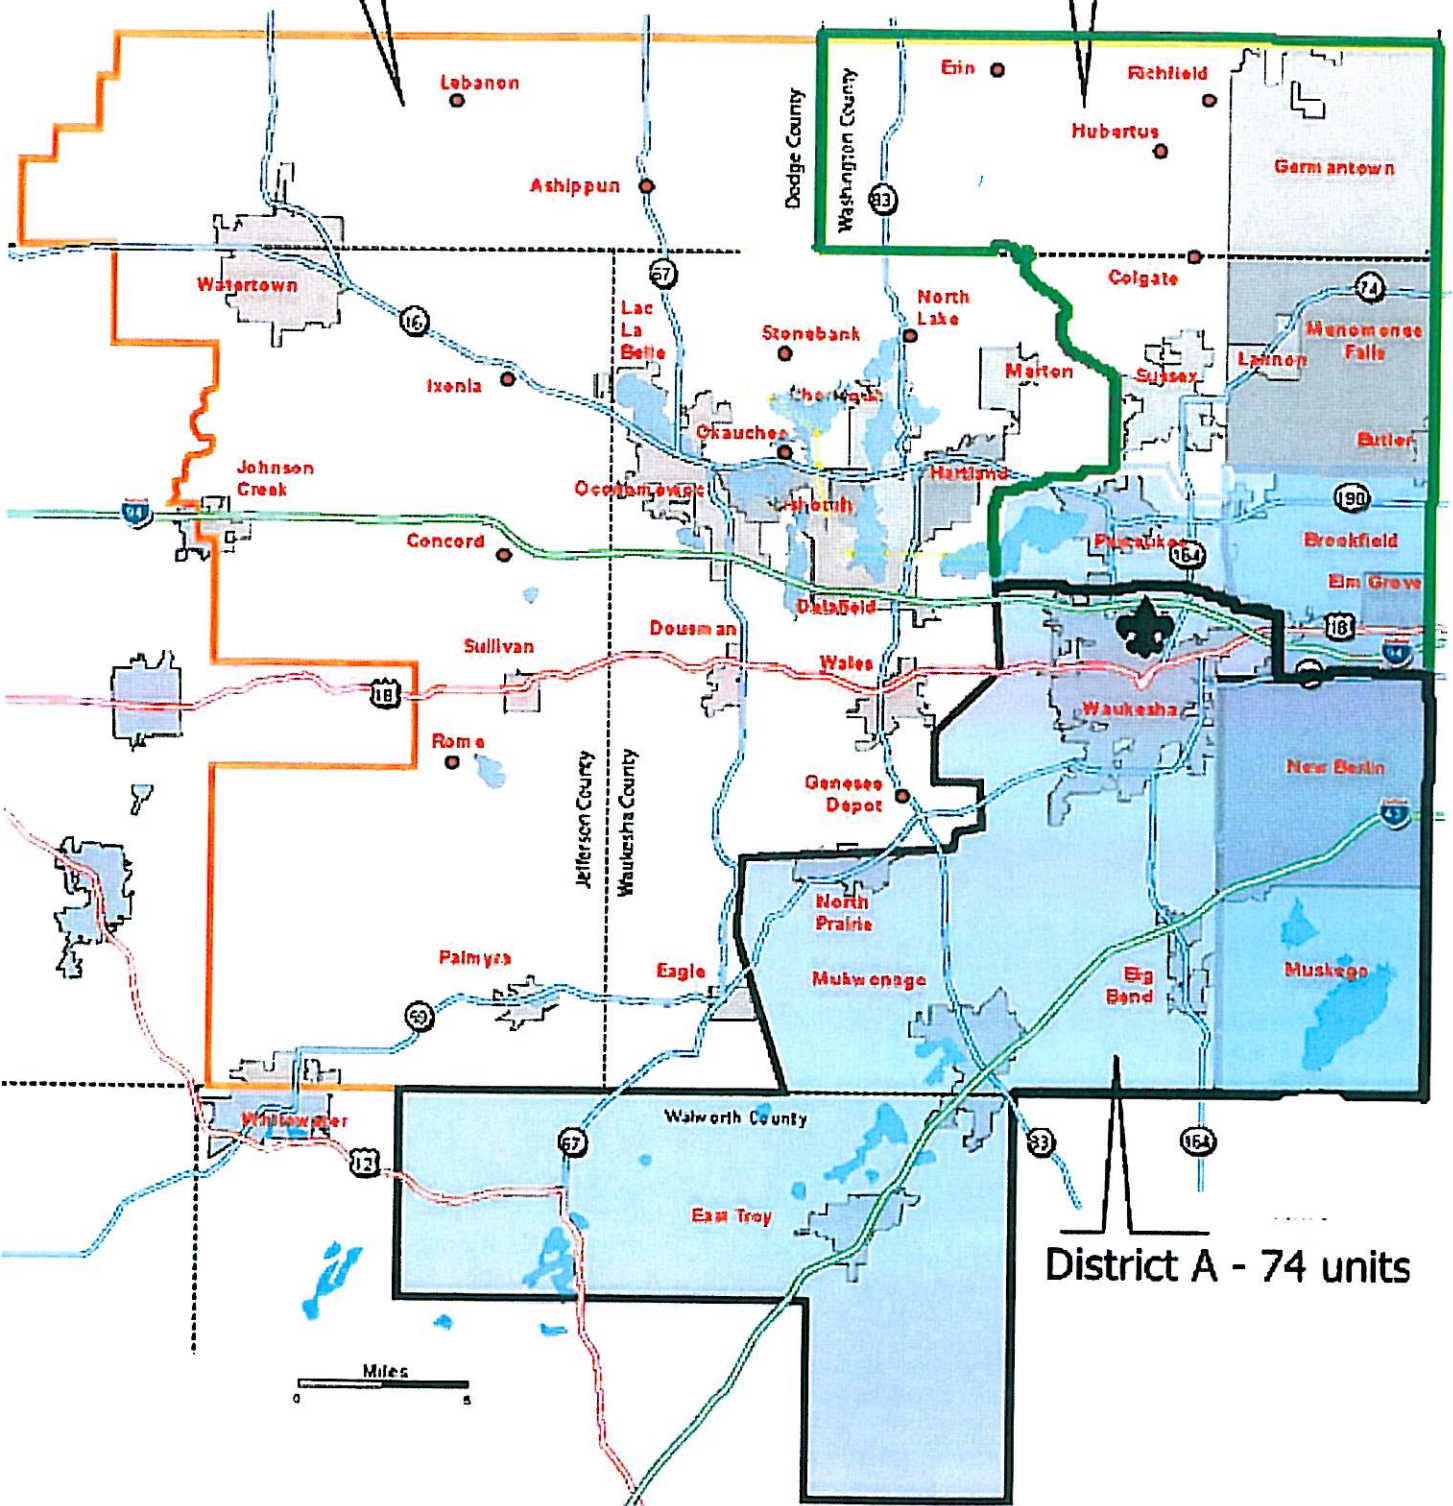 Lebanon
Erin
Richfield
Hubertus
Dodge County
Washington County
Germantown
Ashippun
83
Colgate
Watertown
67
74
16
Lac
La
Belle
North
Lake
Stonebank
Menomonee
Falls
Lannon
Ixonia
Merton
Sussex
Okauchee
Butler
Johnson
Creek
Hartland
Oconomowoc
190
94
Concord
Pewaukee
164
Brookfield
Elm Grove
Delafield
Dousman
18
94
Sullivan
Wales
18
Waukesha
Rome
New Berlin
Genesee
Depot
43
Jefferson County
Waukesha County
North
Prairie
Palmyra
Eagle
Mukwonago
Big
Bend
Muskego
59
Whitewater
Walworth County
67
83
164
12
East Troy
District A - 74 units
Miles
0
5